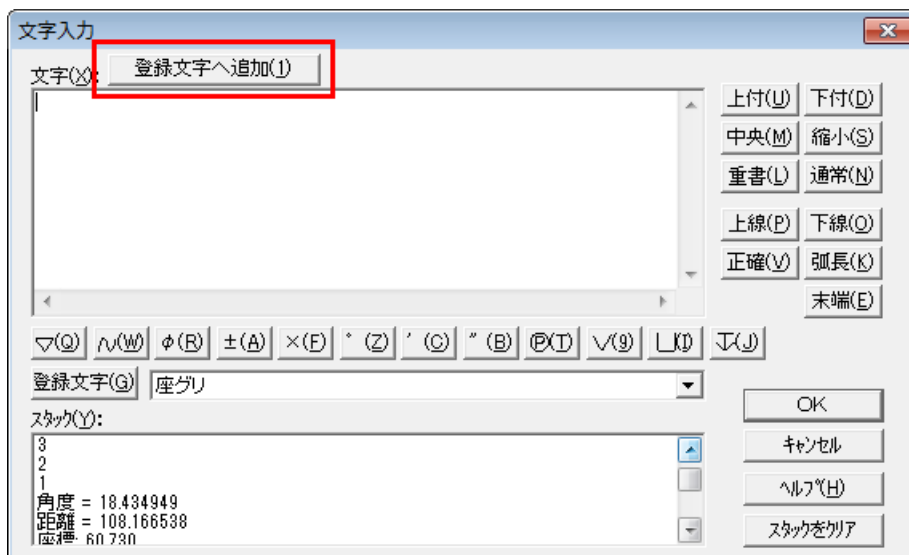 文字入力
文字(X): 登録文字へ追加(1)
上付(U) 下付(D)
中央(M) 縮小(S)
重書(L) 通常(N)
上線(P) 下線(O)
正確(V) 弧長(K)
末端(E)
▽(Q) (W) φ(R) ±(A) ×(F) °(Z) ′(C) ″(B) Ⓟ(T) √(9) (I) (J)
登録文字(G) 座グリ
スタック(Y):
3
2
1
角度 = 18.434949
距離 = 108.166538
座標: 60.730
OK
キャンセル
ヘルプ(H)
スタックをクリア